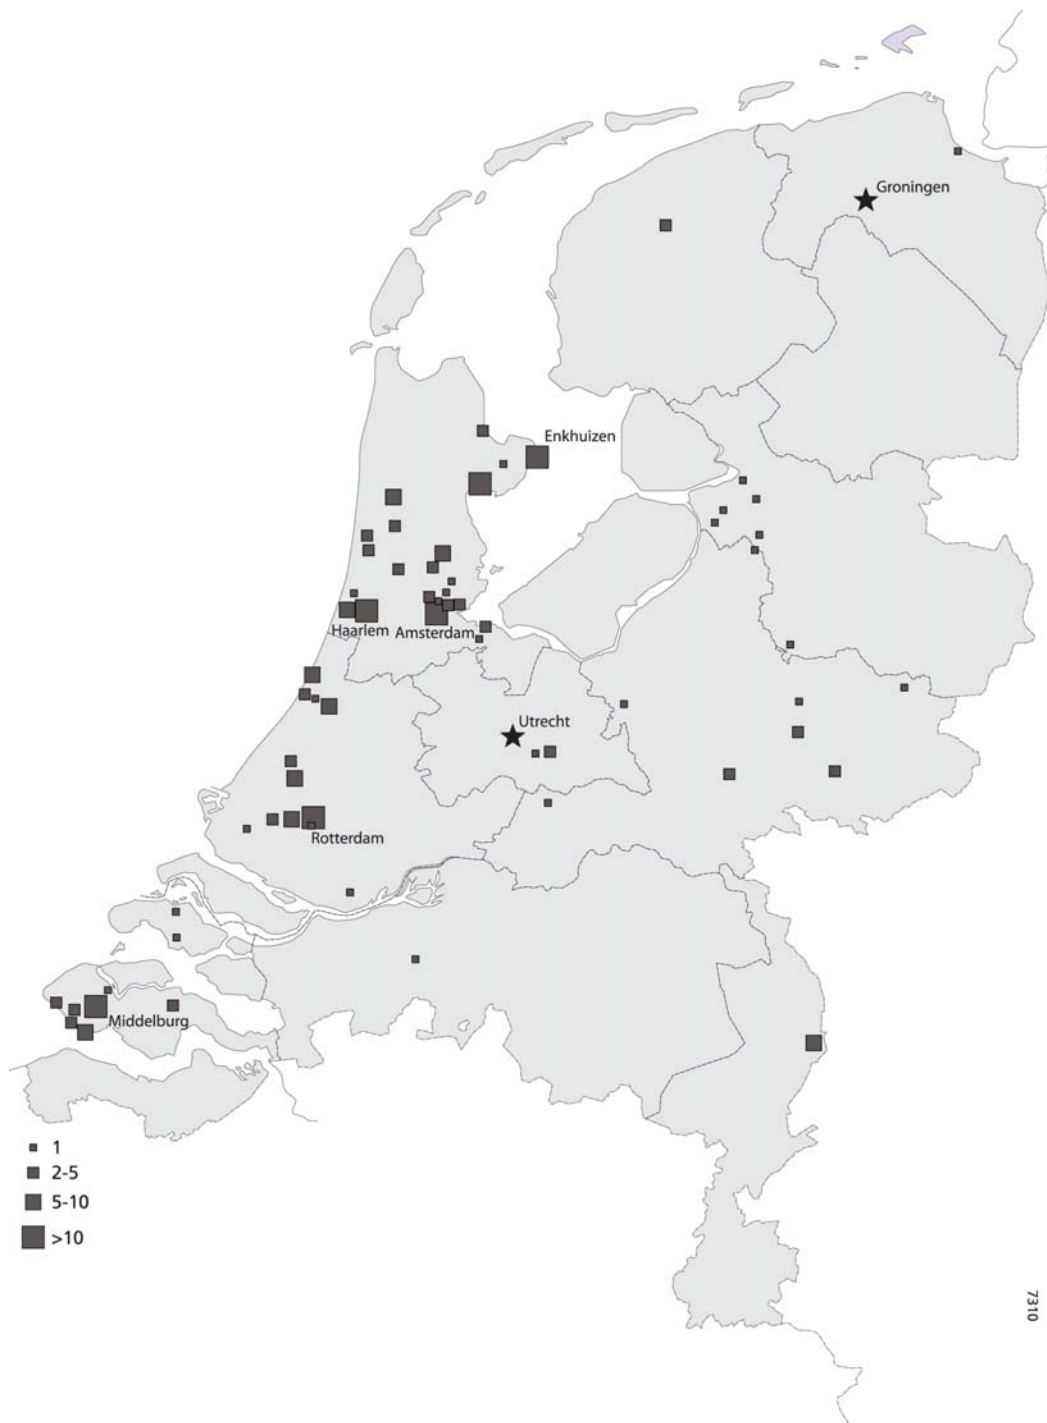 Groningen
Enkhuizen
Haarlem
Amsterdam
Utrecht
Rotterdam
Middelburg
1
2-5
5-10
>10
7310